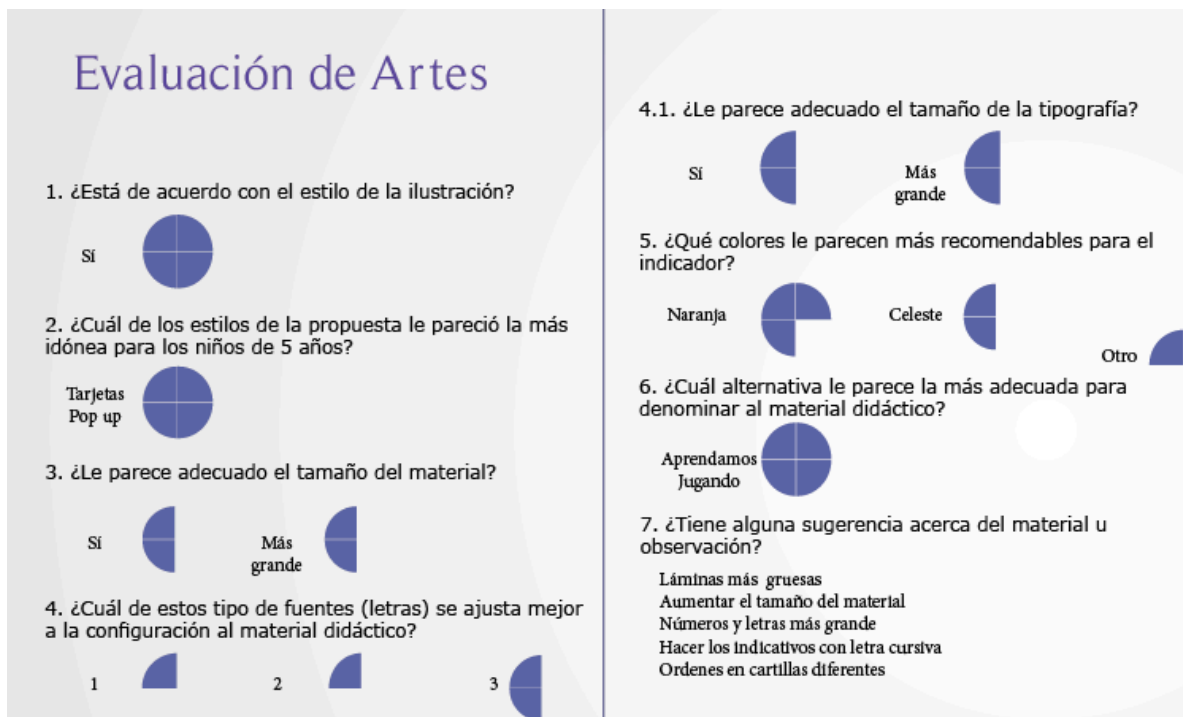 Evaluación de Artes
1. ¿Está de acuerdo con el estilo de la ilustración?
Sí
2. ¿Cuál de los estilos de la propuesta le pareció la más
idónea para los niños de 5 años?
Tarjetas
Pop up
3. ¿Le parece adecuado el tamaño del material?
Sí
Más
grande
4. ¿Cuál de estos tipo de fuentes (letras) se ajusta mejor
a la configuración al material didáctico?
1
2
3
4.1. ¿Le parece adecuado el tamaño de la tipografía?
Sí
Más
grande
5. ¿Qué colores le parecen más recomendables para el
indicador?
Naranja
Celeste
Otro
6. ¿Cuál alternativa le parece la más adecuada para
denominar al material didáctico?
Aprendamos
Jugando
7. ¿Tiene alguna sugerencia acerca del material u
observación?
Láminas más gruesas
Aumentar el tamaño del material
Números y letras más grande
Hacer los indicativos con letra cursiva
Ordenes en cartillas diferentes